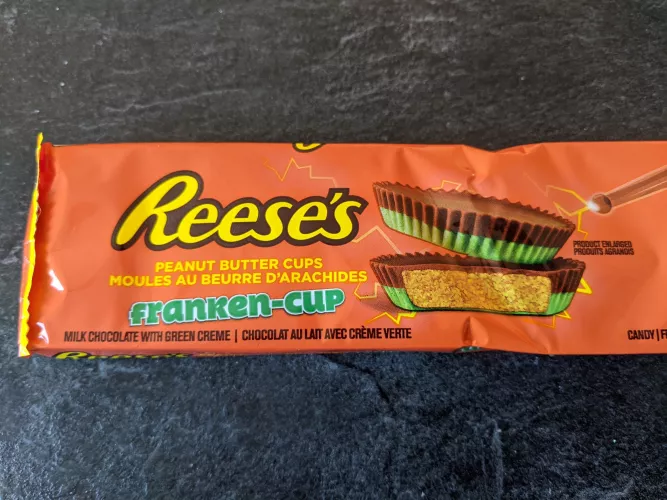 Reese's
PEANUT BUTTER CUPS
MOULES AU BEURRE D'ARACHIDES
franken-cup
MILK CHOCOLATE WITH GREEN CREME | CHOCOLAT AU LAIT AVEC CRÈME VERTE
PRODUCT ENLARGED
PRODUITS AGRANDIS
CANDY | F